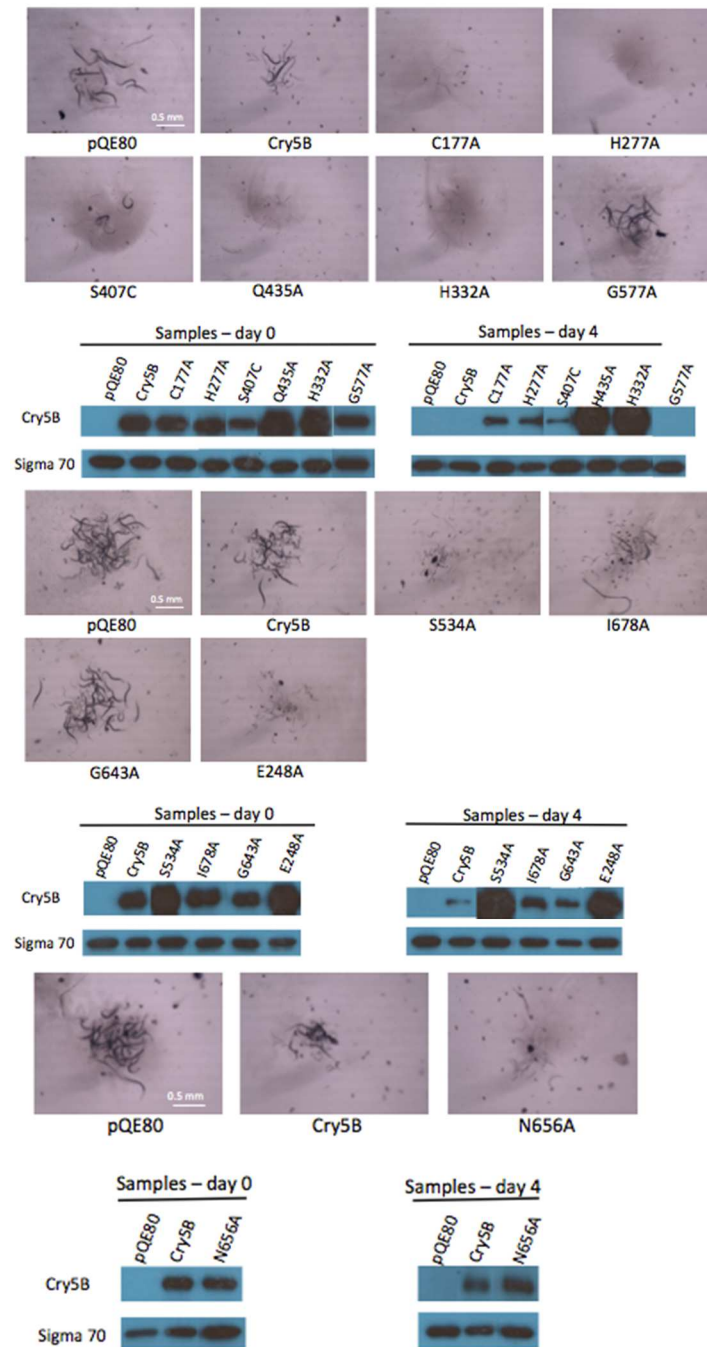 0.5 mm
pQE80 Cry5B C177A H277A
S407C Q435A H332A G577A
Samples – day 0 Samples – day 4
pQE80 Cry5B C177A H277A S407C Q435A H332A G577A pQE80 Cry5B C177A H277A S407C N435A H332A G577A
Cry5B
Sigma 70
0.5 mm
pQE80 Cry5B S534A I678A
G643A E248A
Samples – day 0 Samples – day 4
pQE80 Cry5B S534A I678A G643A E248A pQE80 Cry5B S534A I678A G643A E248A
Cry5B
Sigma 70
0.5 mm
pQE80 Cry5B N656A
Samples – day 0 Samples – day 4
pQE80 Cry5B N656A pQE80 Cry5B N656A
Cry5B
Sigma 70